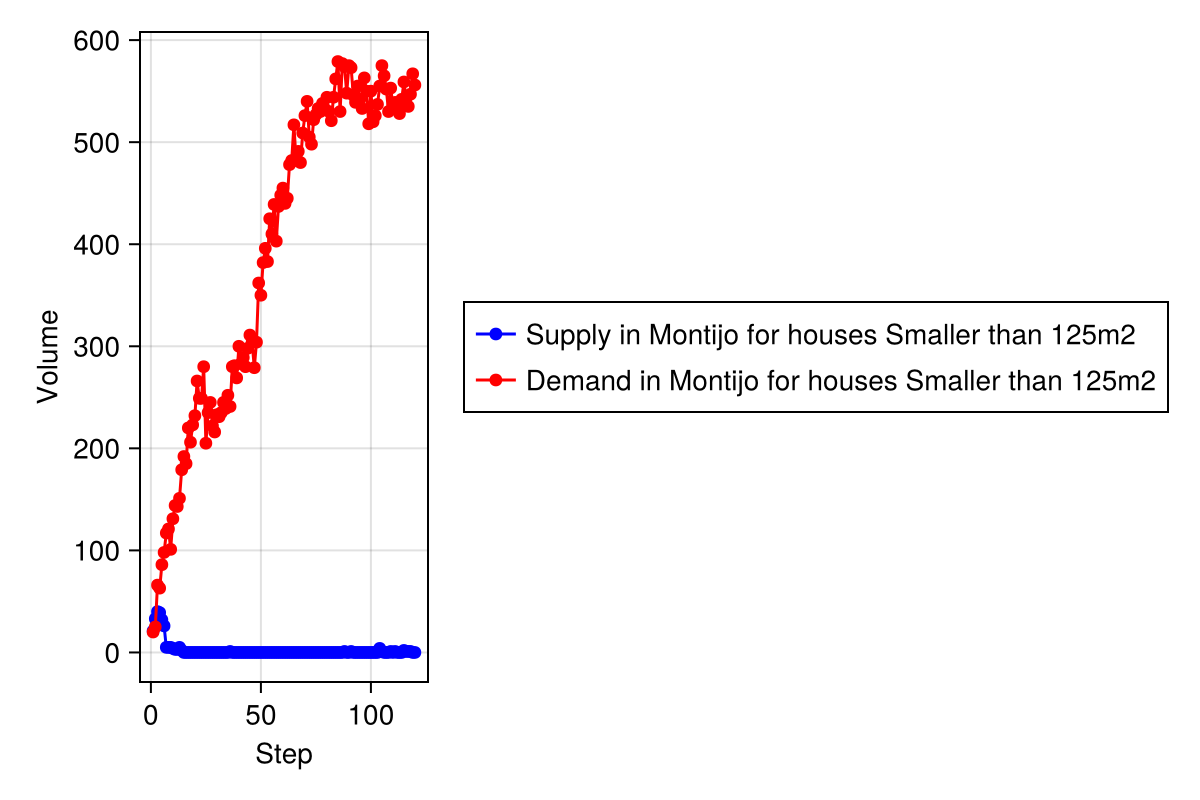 600
500
400
300
200
100
0
Volume
0 50 100
Step
Supply in Montijo for houses Smaller than 125m2
Demand in Montijo for houses Smaller than 125m2